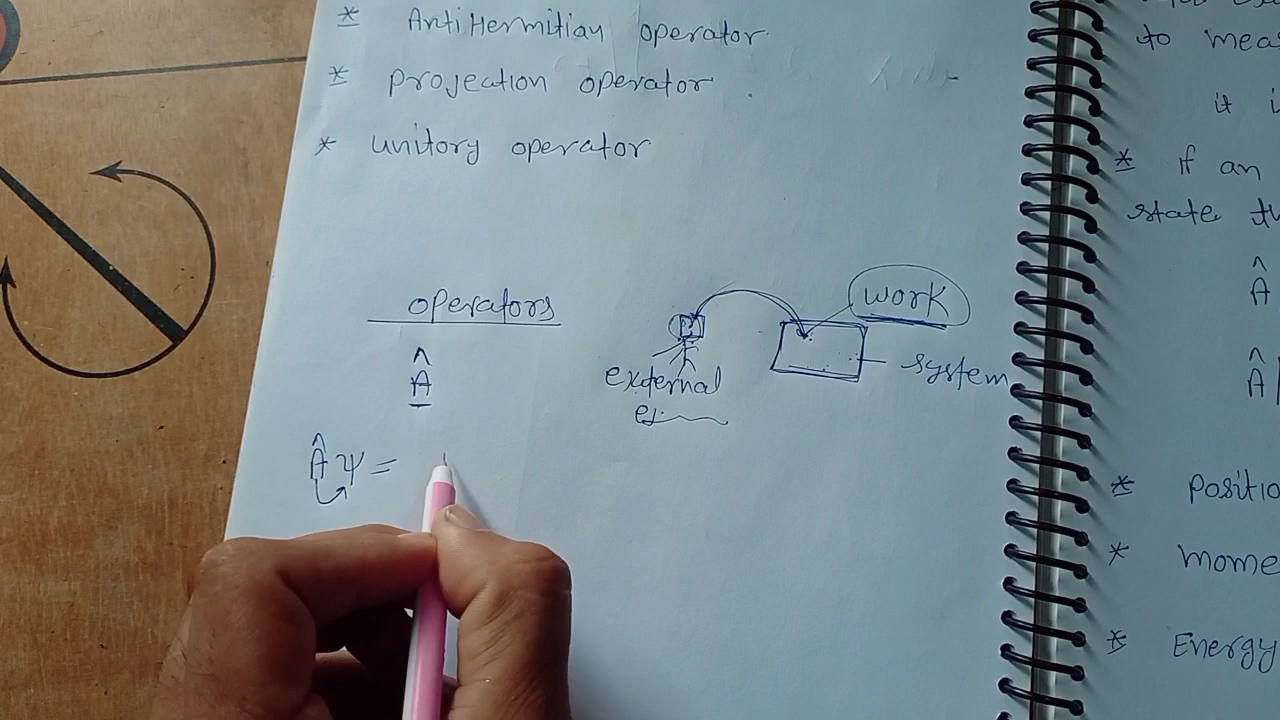 * AntiHermitian operator.
* Projection operator.
* unitory operator
operators
Â
Âψ =
WORK
system
external
to mea
it i
* If an
state th
Â
Â|
* Positio
* Mome
* Energy